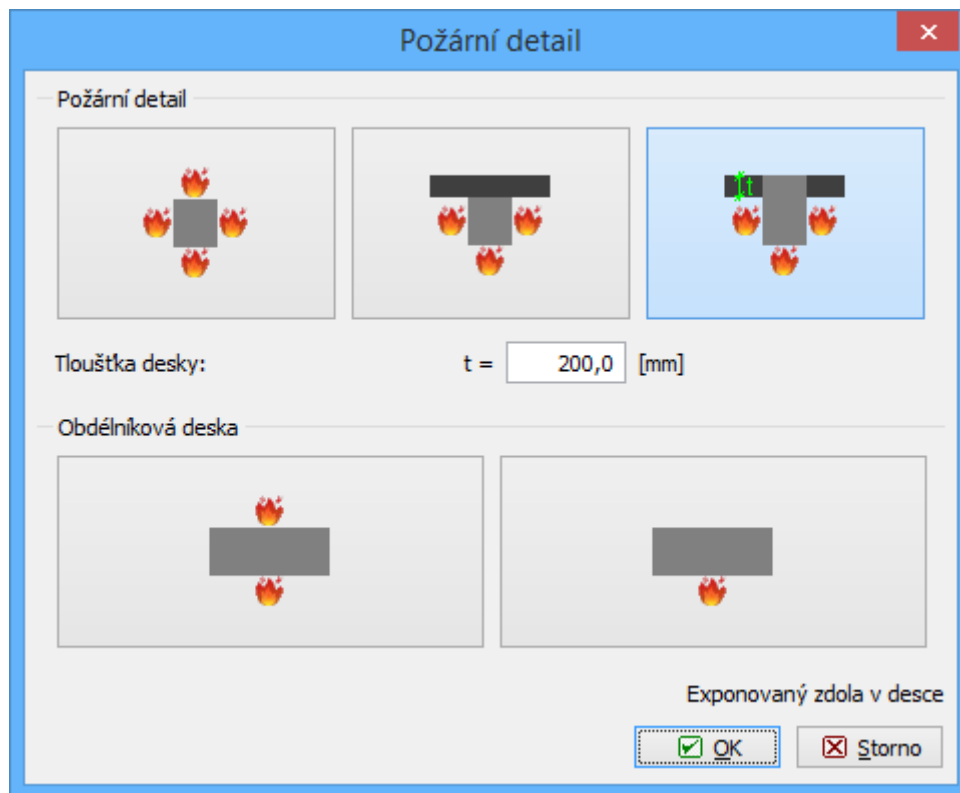 Požární detail
Požární detail
t
Tloušťka desky: t = 200,0 [mm]
Obdélníková deska
Exponovaný zdola v desce
OK Storno